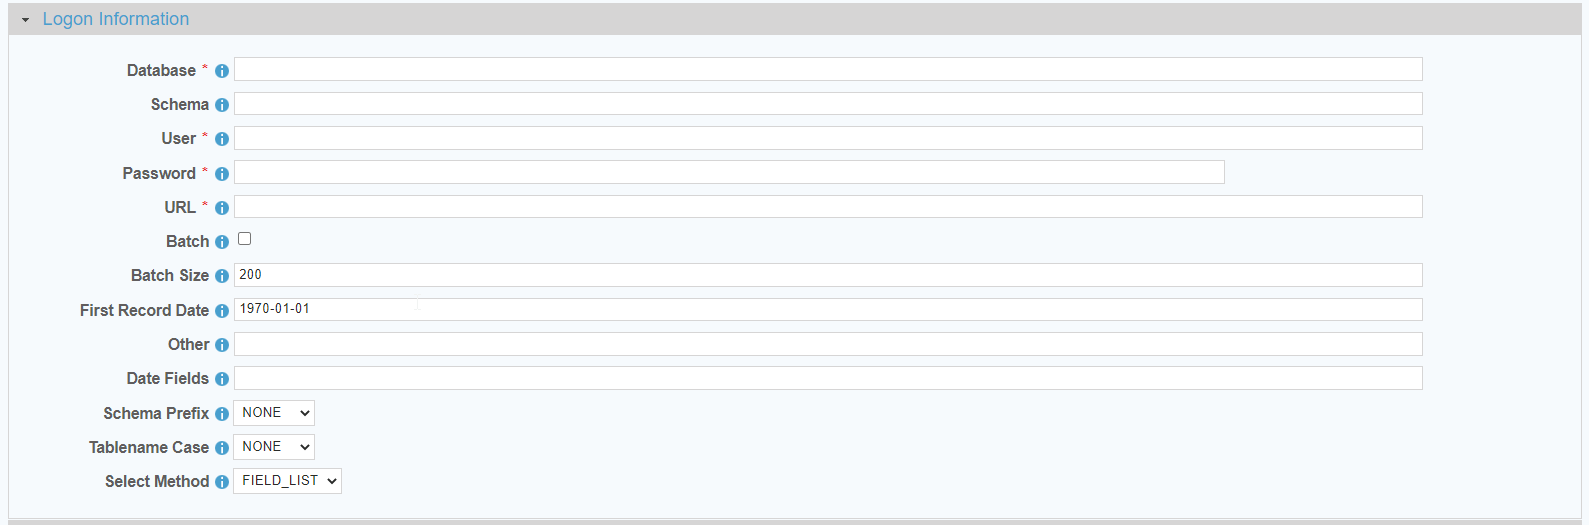 Logon Information
Database *
Schema
User *
Password *
URL *
Batch
Batch Size 200
First Record Date 1970-01-01
Other
Date Fields
Schema Prefix NONE
Tablename Case NONE
Select Method FIELD_LIST